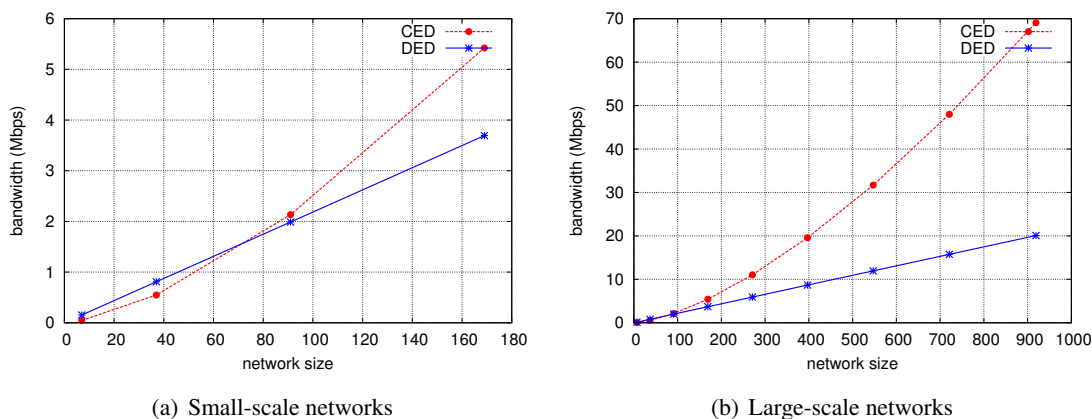 6
5
4
3
2
1
0
bandwidth (Mbps)
CED
DED
0 20 40 60 80 100 120 140 160 180
network size
(a) Small-scale networks
70
60
50
40
30
20
10
0
bandwidth (Mbps)
CED
DED
0 100 200 300 400 500 600 700 800 900 1000
network size
(b) Large-scale networks